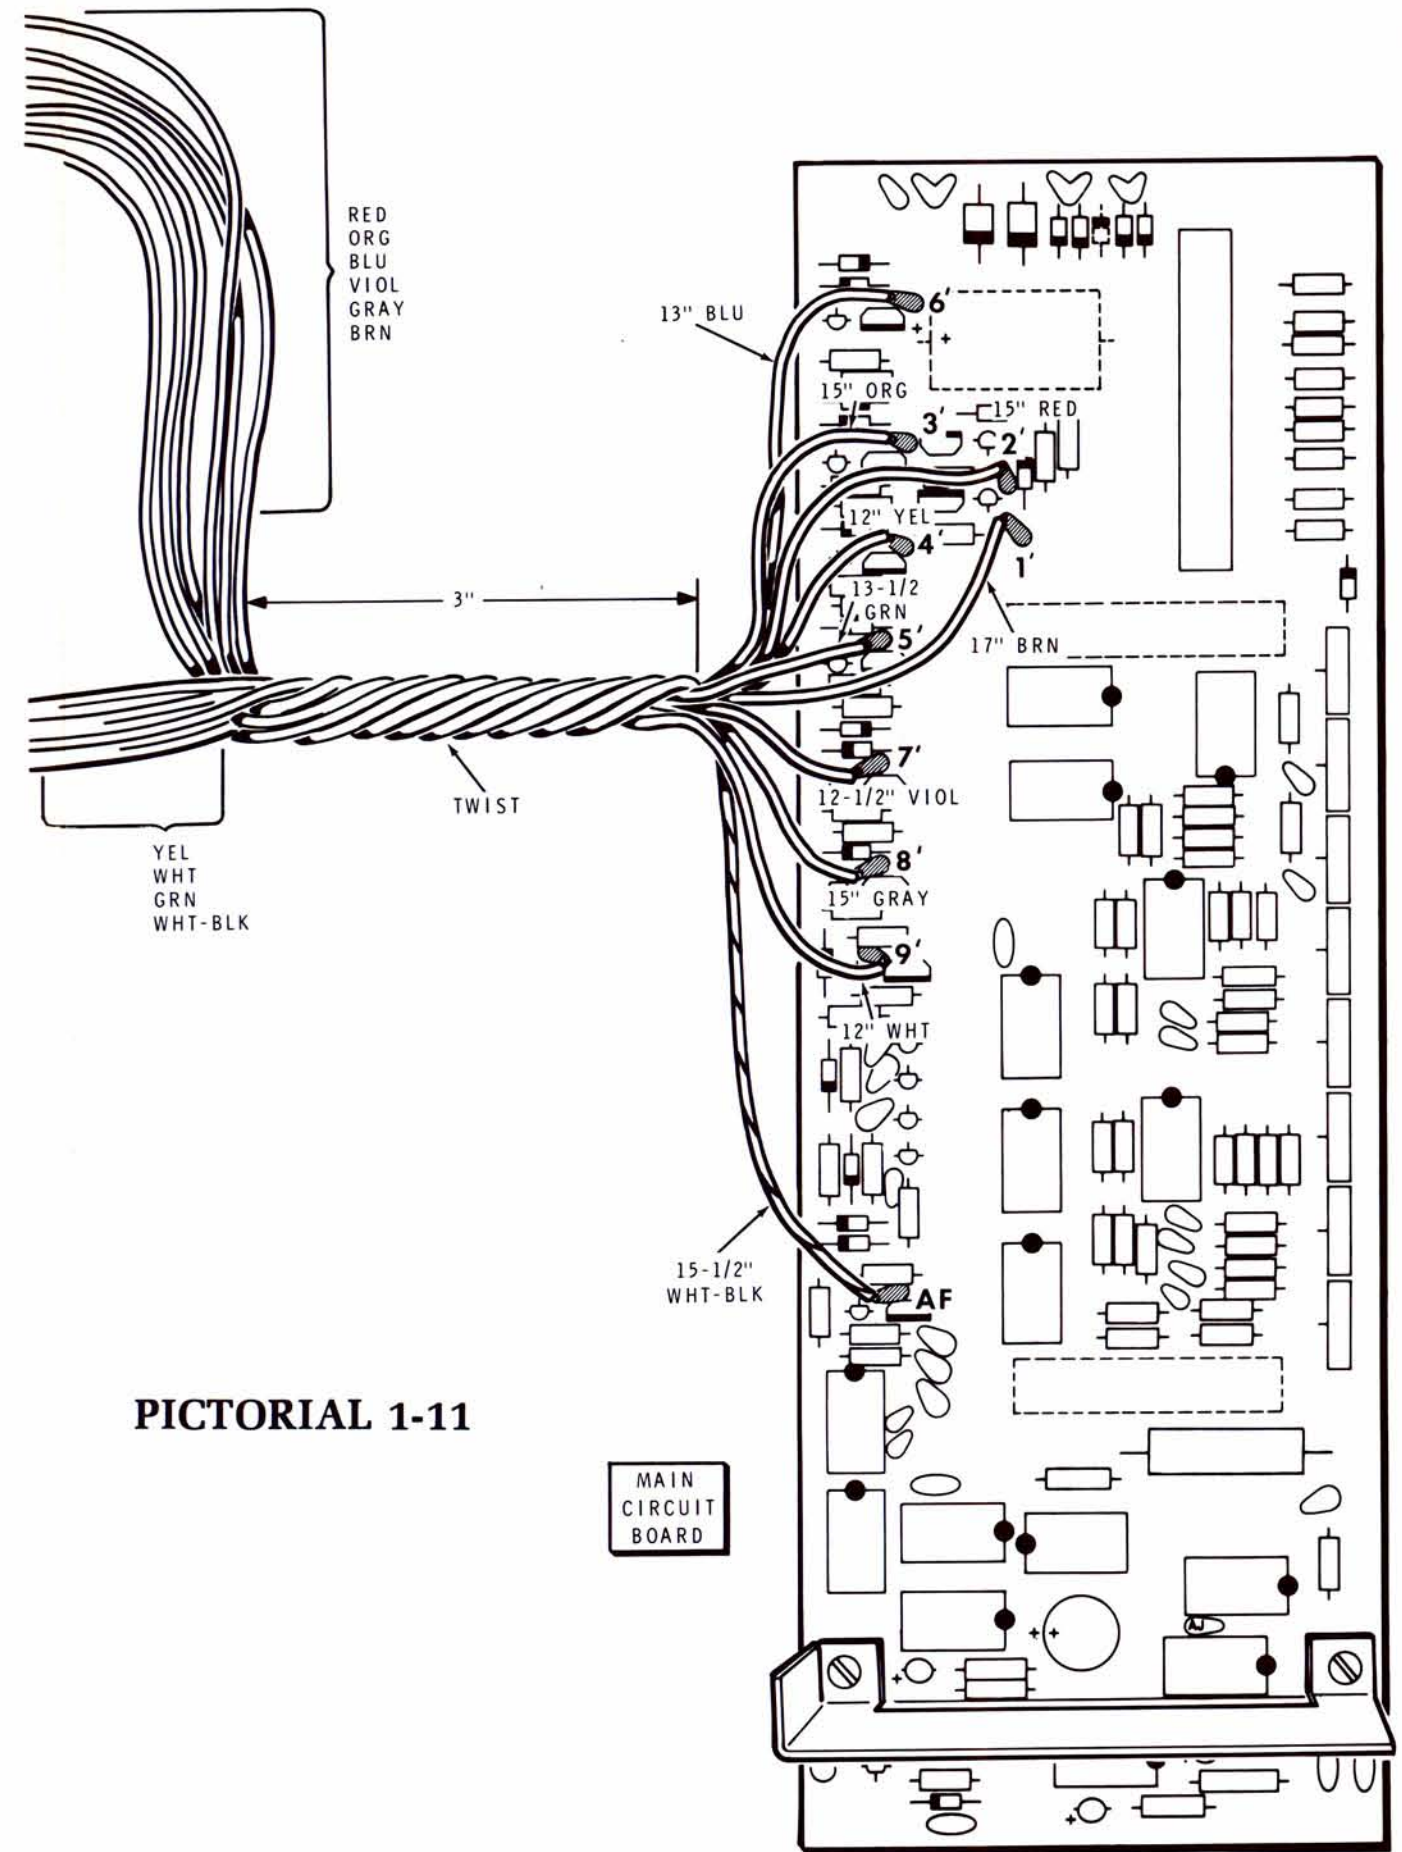 RED
ORG
BLU
VIOL
GRAY
BRN
13" BLU
6'
15" ORG
3'
15" RED
2'
12" YEL
4'
1'
13-1/2
GRN
5'
17" BRN
3"
TWIST
7'
12-1/2" VIOL
8'
15" GRAY
9'
12" WHT
YEL
WHT
GRN
WHT-BLK
15-1/2"
WHT-BLK
AF
PICTORIAL 1-11
MAIN
CIRCUIT
BOARD